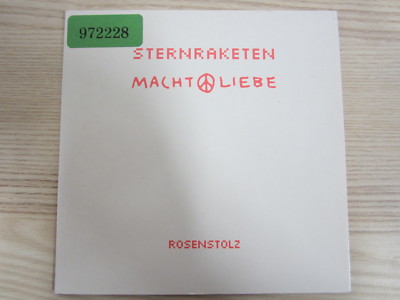 972228
STERNRAKETEN
MACHT☮LIEBE
ROSENSTOLZ